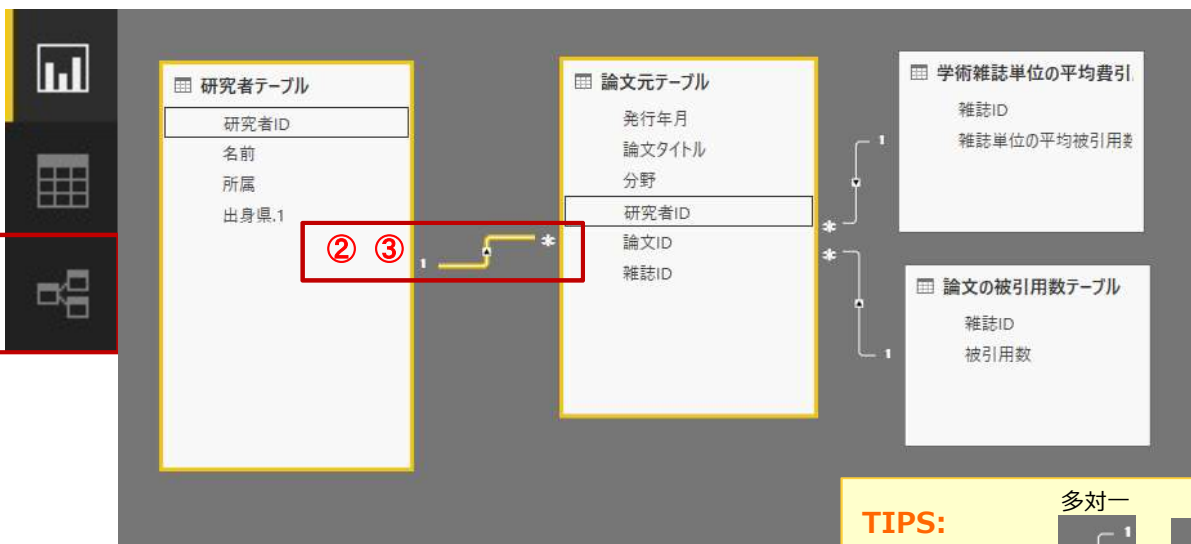 研究者テーブル
研究者ID
名前
所属
出身県.1
② ③
1
*
論文元テーブル
発行年月
論文タイトル
分野
研究者ID
論文ID
雑誌ID
*
1
*
1
学術雑誌単位の平均費引
雑誌ID
雑誌単位の平均被引用数
論文の被引用数テーブル
雑誌ID
被引用数
TIPS:
多対一
1